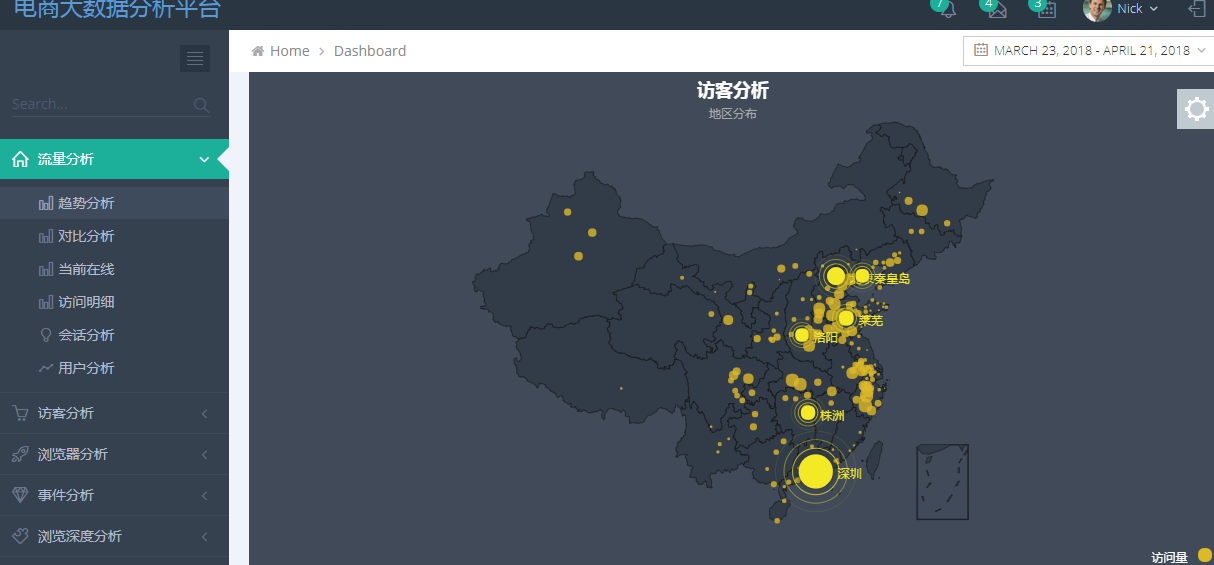 电商大数据分析平台
7
4
3
Nick
Home > Dashboard
MARCH 23, 2018 - APRIL 21, 2018
Search...
流量分析
趋势分析
对比分析
当前在线
访问明细
会话分析
用户分析
访客分析
浏览器分析
事件分析
浏览深度分析
访客分析
地区分布
秦皇岛
莱芜
洛阳
株洲
深圳
访问量